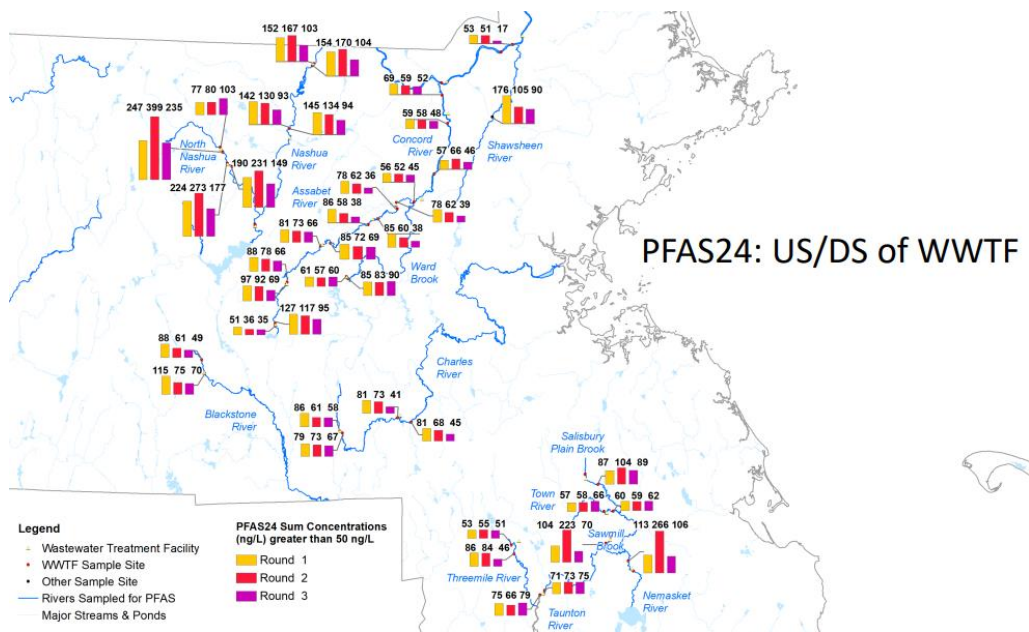 152 167 103
154 170 104
53 51 17
77 80 103
69 59 52
247 399 235
142 130 93
145 134 94
176 105 90
North
Nashua
River
Nashua
River
59 58 48
Concord
River
Shawsheen
River
190 231 149
57 66 46
224 273 177
Assabet
River
56 52 45
78 62 36
86 58 38
78 62 39
81 73 66
85 72 69
85 60 38
PFAS24: US/DS of WWTF
88 78 66
61 57 60
Ward
Brook
97 92 69
85 83 90
51 36 35
127 117 95
88 61 49
Charles
River
115 75 70
81 73 41
Blackstone
River
86 61 58
81 68 45
79 73 67
Salisbury
Plain Brook
87 104 89
Town
River
57 58 66
60 59 62
53 55 51
104 223 70
Sawmill
Brook
113 266 106
86 84 46
Threemile River
71 73 75
75 66 79
Taunton
River
Nemasket
River
Legend
Wastewater Treatment Facility
WWTF Sample Site
Other Sample Site
Rivers Sampled for PFAS
Major Streams & Ponds
PFAS24 Sum Concentrations
(ng/L) greater than 50 ng/L
Round 1
Round 2
Round 3